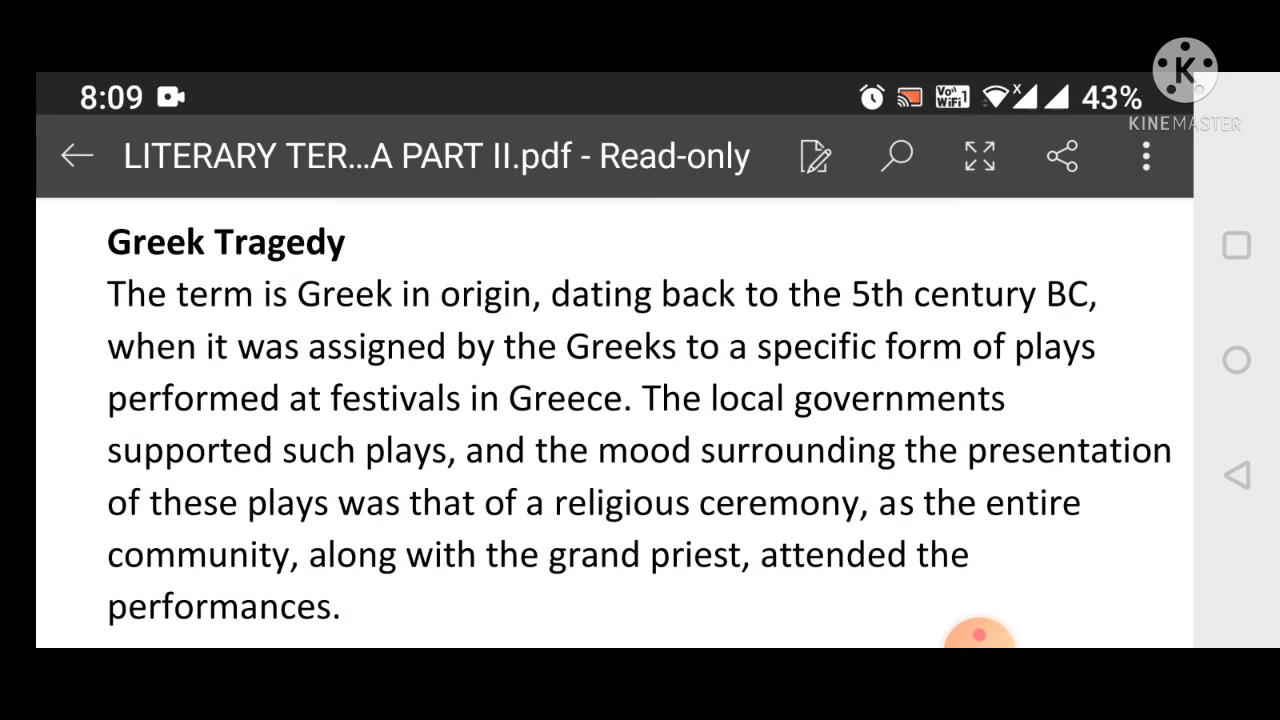 8:09 43%
K
KINEMASTER
LITERARY TER...A PART II.pdf - Read-only
Greek Tragedy
The term is Greek in origin, dating back to the 5th century BC,
when it was assigned by the Greeks to a specific form of plays
performed at festivals in Greece. The local governments
supported such plays, and the mood surrounding the presentation
of these plays was that of a religious ceremony, as the entire
community, along with the grand priest, attended the
performances.